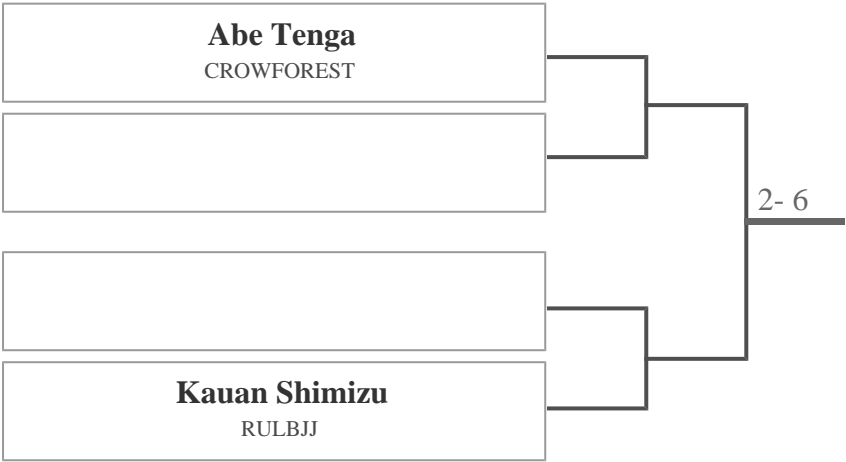 Abe Tenga
CROWFOREST
2- 6
Kauan Shimizu
RULBJJ